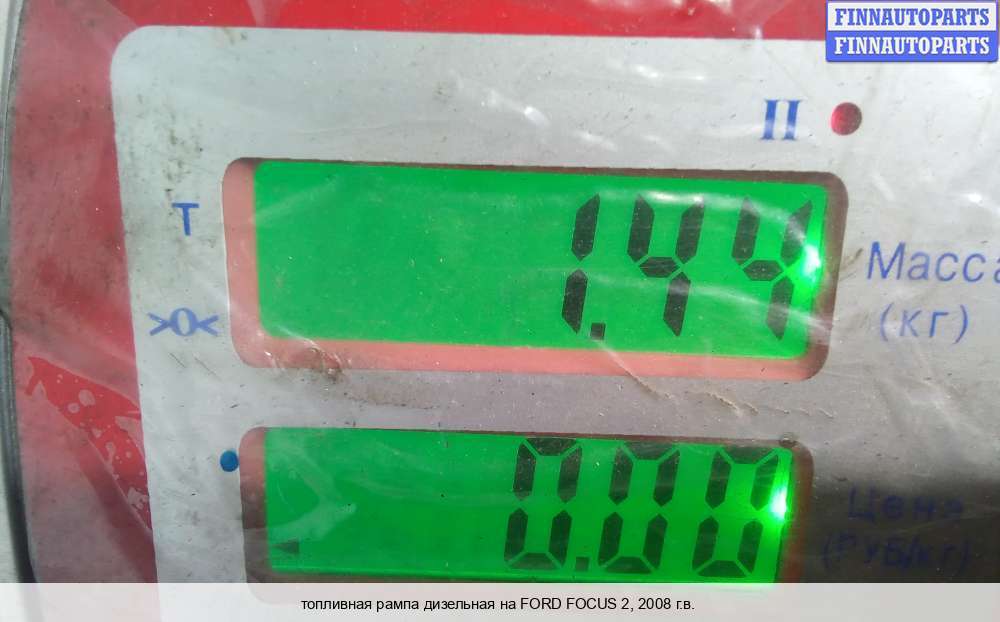 FINNAUTOPARTS
FINNAUTOPARTS
II
T
1.44
Масса
(кг)
>0<
0.00
Цена
(Руб/кг)
топливная рампа дизельная на FORD FOCUS 2, 2008 г.в.